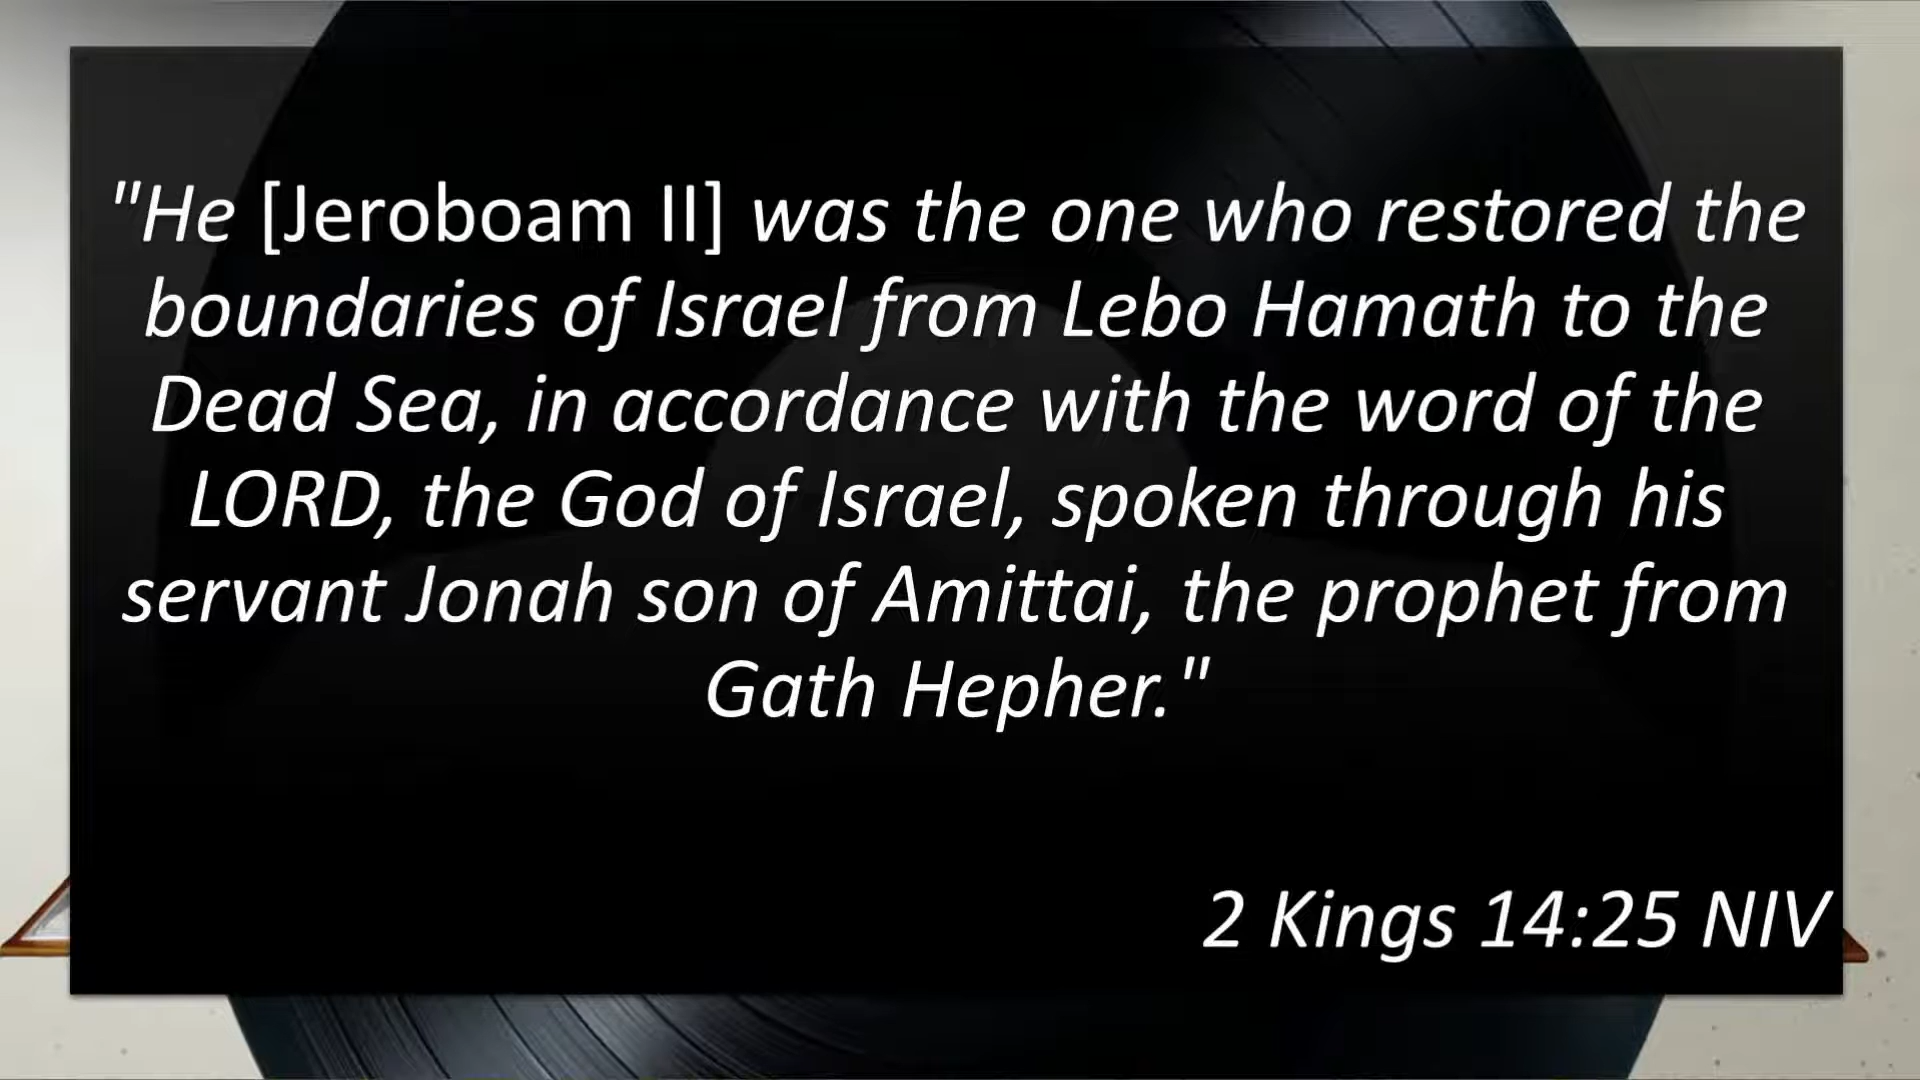 "He [Jeroboam II] was the one who restored the
boundaries of Israel from Lebo Hamath to the
Dead Sea, in accordance with the word of the
LORD, the God of Israel, spoken through his
servant Jonah son of Amittai, the prophet from
Gath Hepher."
2 Kings 14:25 NIV